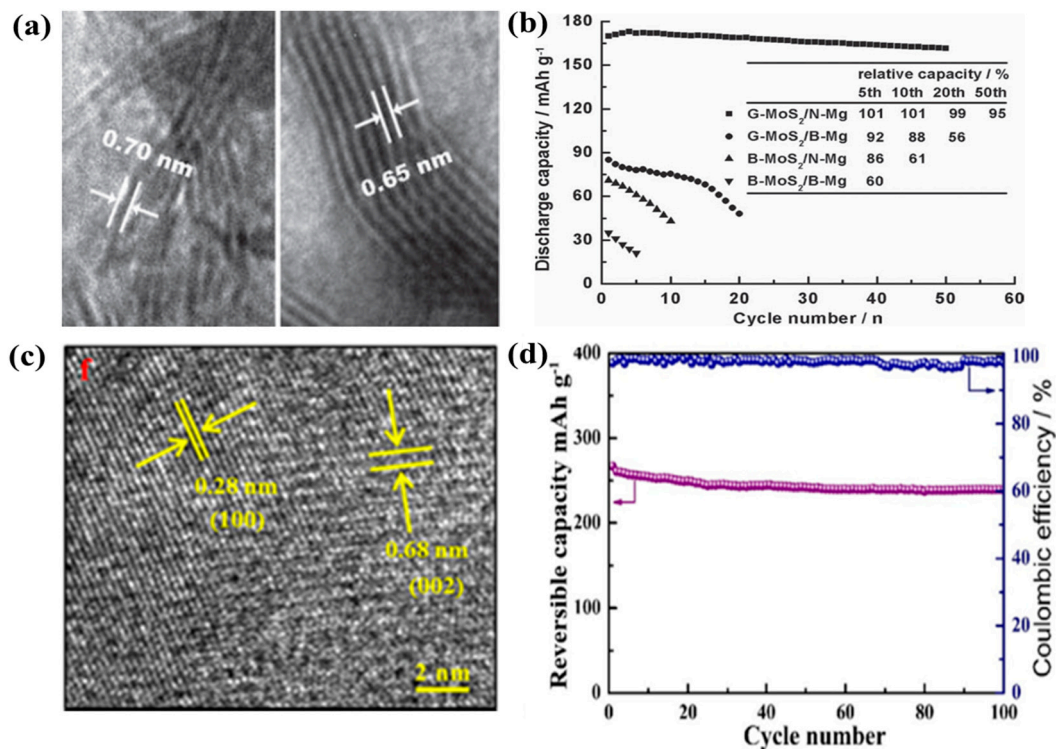 (a)
0.70 nm
0.65 nm
(b)
Discharge capacity / mAh g⁻¹
180
150
120
90
60
30
0
relative capacity / %
5th 10th 20th 50th
G-MoS₂/N-Mg 101 101 99 95
G-MoS₂/B-Mg 92 88 56
B-MoS₂/N-Mg 86 61
B-MoS₂/B-Mg 60
0 10 20 30 40 50 60
Cycle number / n
(c)
f
0.28 nm
(100)
0.68 nm
(002)
2 nm
(d)
Reversible capacity mAh g⁻¹
400
350
300
250
200
150
100
50
0
100
80
60
40
20
0
Coulombic efficiency / %
0 20 40 60 80 100
Cycle number